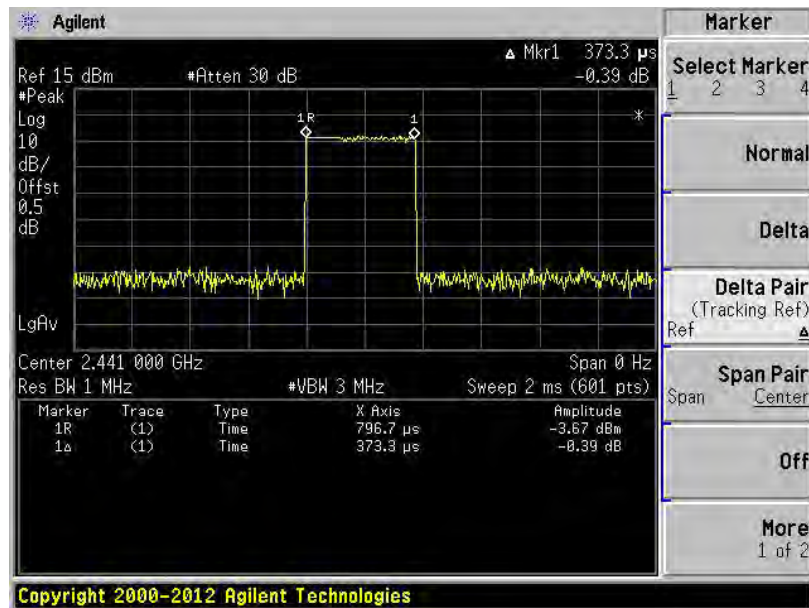 Agilent
Marker
▵ Mkr1 373.3 µs
Ref 15 dBm #Atten 30 dB -0.39 dB
#Peak
Log
10
dB/
Offst
0.5
dB
1R 1
*
LgAv
Center 2.441 000 GHz Span 0 Hz
Res BW 1 MHz #VBW 3 MHz Sweep 2 ms (601 pts)
Marker Trace Type X Axis Amplitude
1R (1) Time 796.7 µs -3.67 dBm
1▵ (1) Time 373.3 µs -0.39 dB
Select Marker
1 2 3 4
Normal
Delta
Delta Pair
(Tracking Ref)
Ref ▵
Span Pair
Span Center
Off
More
1 of 2
Copyright 2000-2012 Agilent Technologies